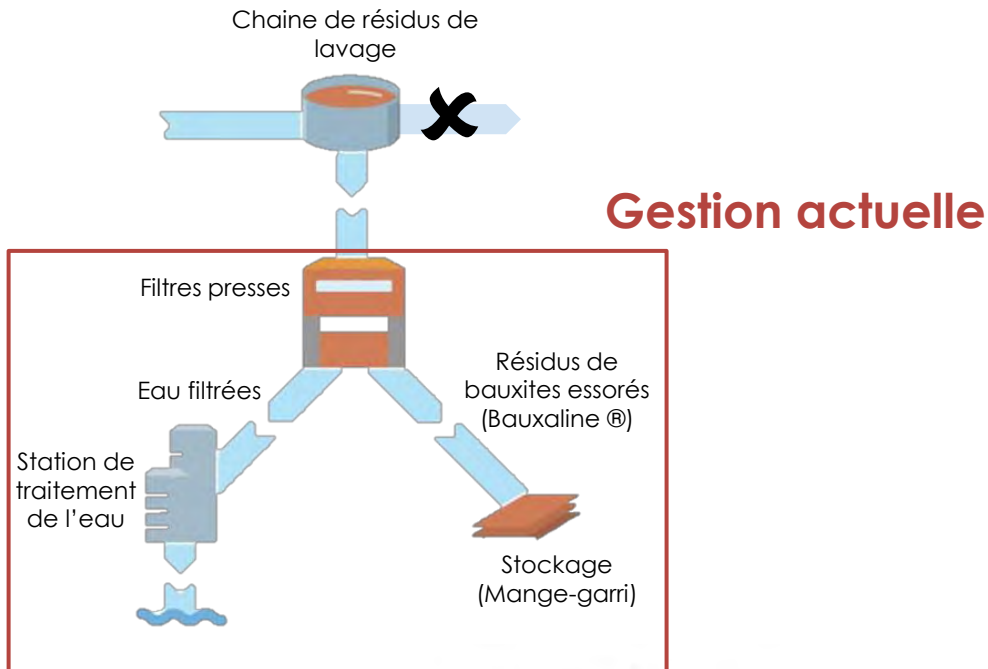 Chaine de résidus de
lavage
Gestion actuelle
Filtres presses
Eau filtrées
Résidus de
bauxites essorés
(Bauxaline ®)
Station de
traitement
de l'eau
Stockage
(Mange-garri)